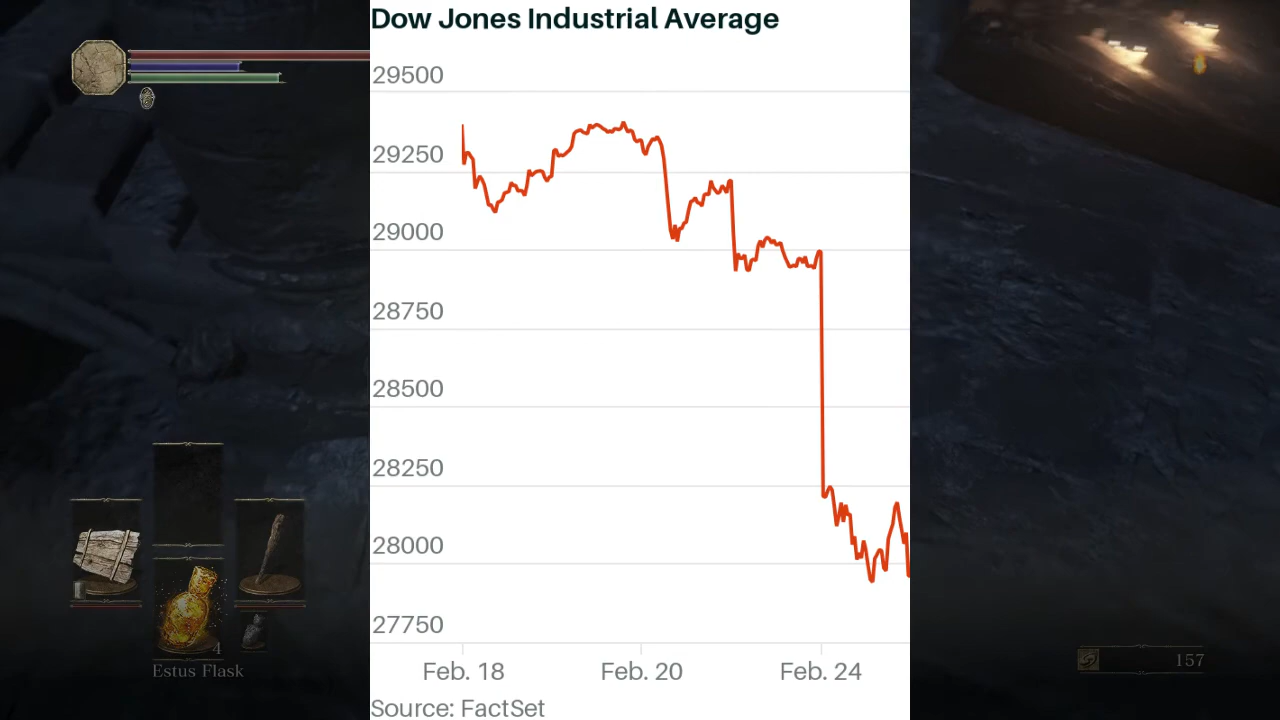 Dow Jones Industrial Average
29500
29250
29000
28750
28500
28250
28000
27750
Feb. 18
Feb. 20
Feb. 24
Source: FactSet
4
Estus Flask
157